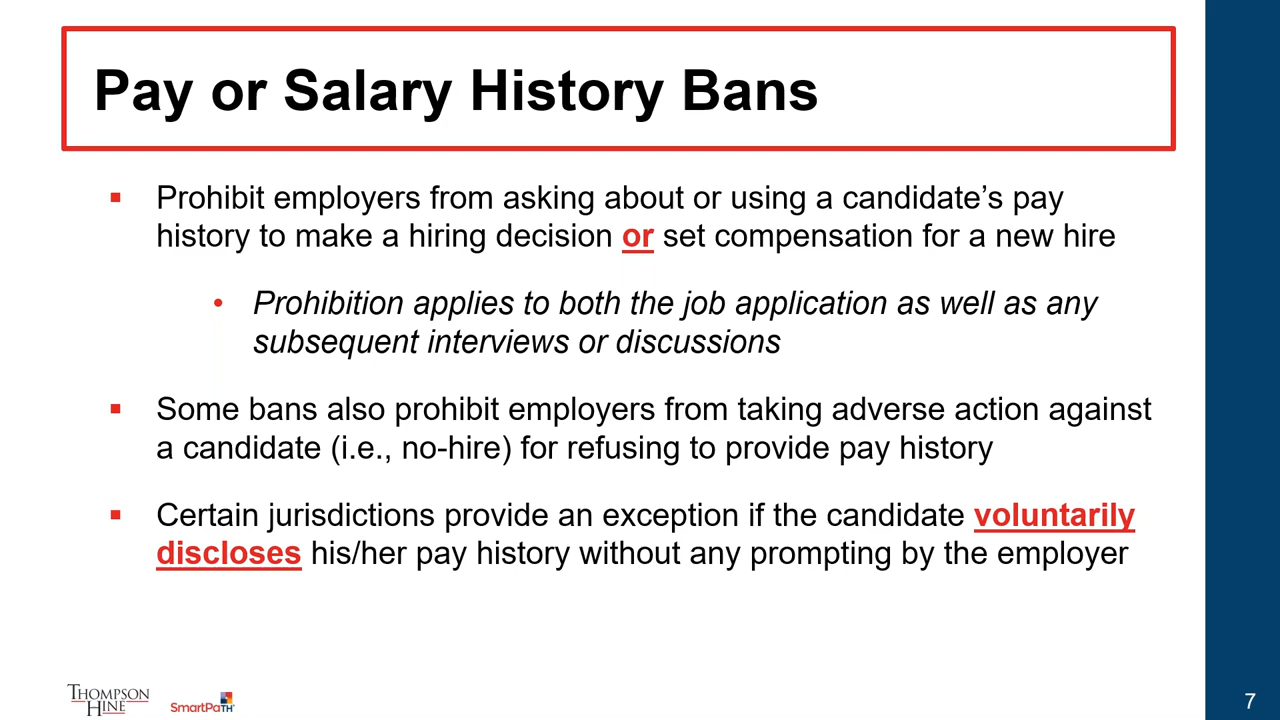 Pay or Salary History Bans
▪ Prohibit employers from asking about or using a candidate’s pay
history to make a hiring decision or set compensation for a new hire
• Prohibition applies to both the job application as well as any
subsequent interviews or discussions
▪ Some bans also prohibit employers from taking adverse action against
a candidate (i.e., no-hire) for refusing to provide pay history
▪ Certain jurisdictions provide an exception if the candidate voluntarily
discloses his/her pay history without any prompting by the employer
THOMPSON
HINE
SmartPaTH
7